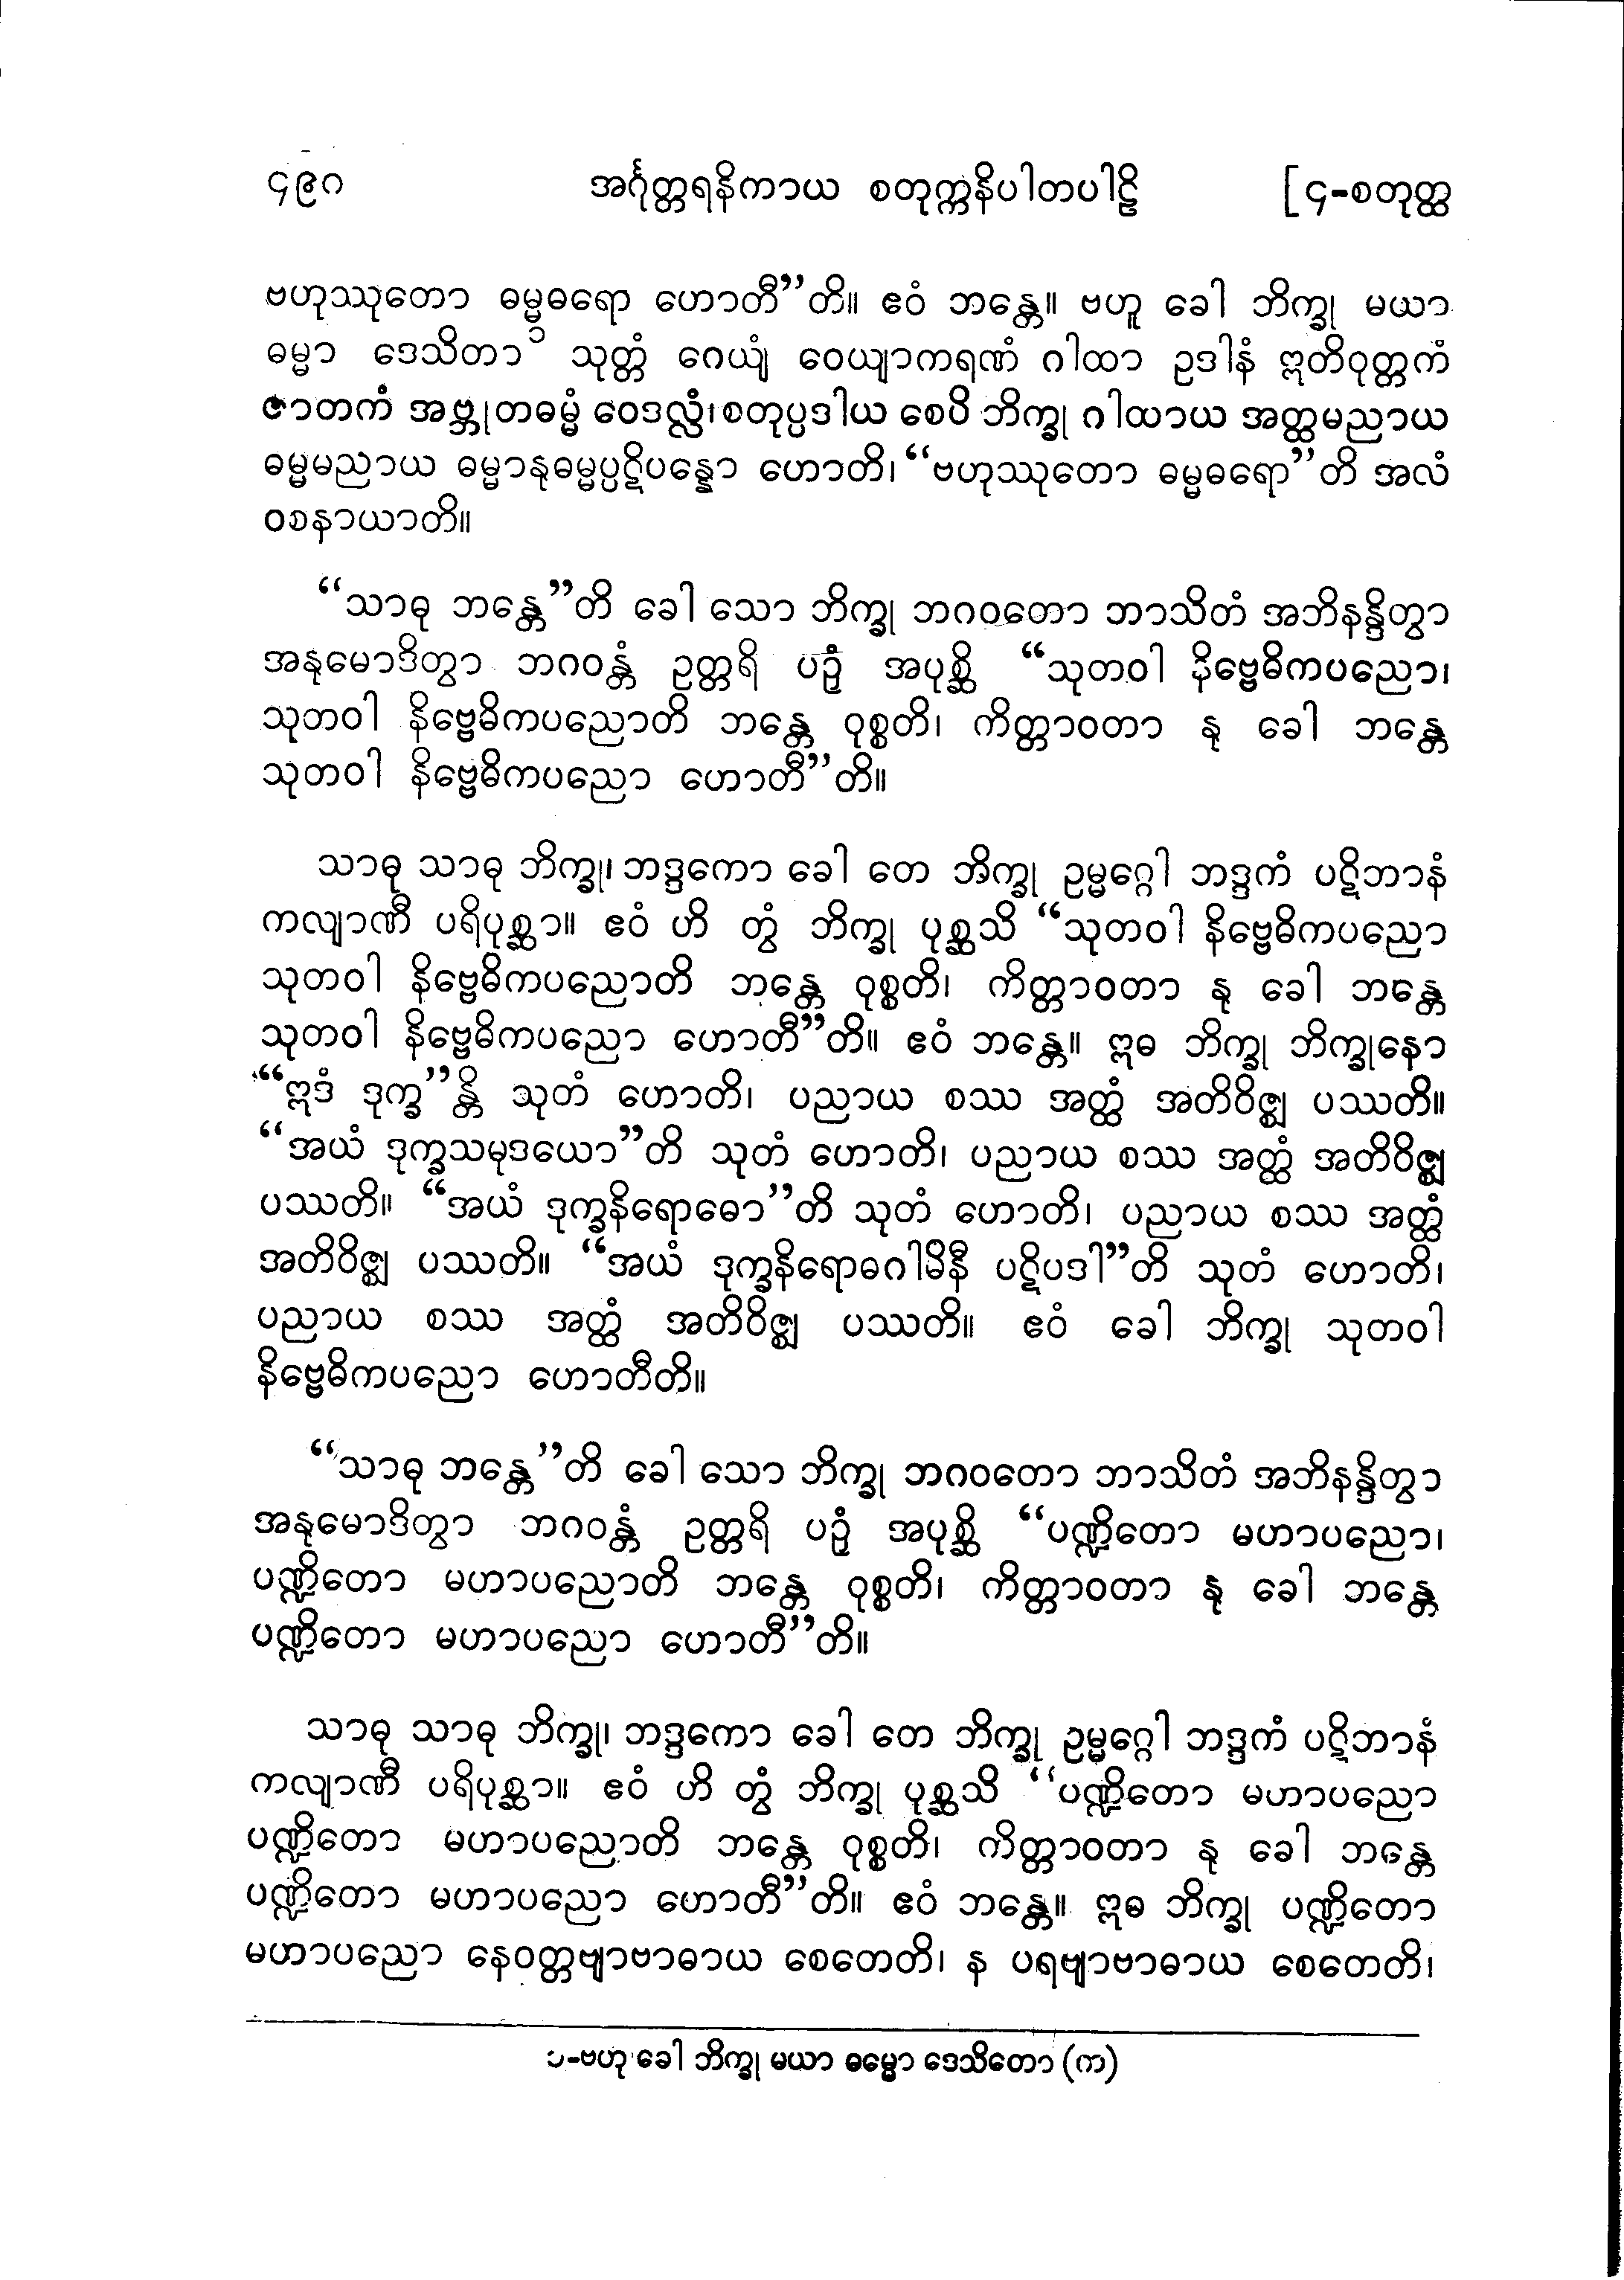 ၄၉၀ အင်္ဂုတ္တရနိကာယ စတုက္ကနိပါတပါဠိ [၄-စတုတ္ထ
ဗဟုဿုတော ဓမ္မဓရော ဟောတီ”တိ။ ဧဝံ ဘန္တေ။ ဗဟူ ခေါ ဘိက္ခု မယာ
ဓမ္မာ ဒေသိတာ ၁ သုတ္တံ ဂေယျံ ဝေယျာကရဏံ ဂါထာ ဥဒါနံ ဣတိဝုတ္တကံ
ဇာတကံ အဗ္ဘုတဓမ္မံ ဝေဒလ္လံ၊ စတုပ္ပဒါယ စေပိ ဘိက္ခု ဂါထာယ အတ္ထမညာယ
ဓမ္မမညာယ ဓမ္မာနုဓမ္မပ္ပဋိပန္နော ဟောတိ၊ “ဗဟုဿုတော ဓမ္မဓရော”တိ အလံ
ဝစနာယာတိ။
“သာဓု ဘန္တေ”တိ ခေါ သော ဘိက္ခု ဘဂဝတော ဘာသိတံ အဘိနန္ဒိတွာ
အနုမောဒိတွာ ဘဂဝန္တံ ဥတ္တရိ ပဉှံ အပုစ္ဆိ “သုတဝါ နိဗ္ဗေဓိကပညော၊
သုတဝါ နိဗ္ဗေဓိကပညောတိ ဘန္တေ ဝုစ္စတိ၊ ကိတ္တာဝတာ နု ခေါ ဘန္တေ
သုတဝါ နိဗ္ဗေဓိကပညော ဟောတီ”တိ။
သာဓု သာဓု ဘိက္ခု၊ ဘဒ္ဒကော ခေါ တေ ဘိက္ခု ဥမ္မဂ္ဂေါ ဘဒ္ဒကံ ပဋိဘာနံ
ကလျာဏီ ပရိပုစ္ဆာ။ ဧဝံ ဟိ တွံ ဘိက္ခု ပုစ္ဆသိ “သုတဝါ နိဗ္ဗေဓိကပညော
သုတဝါ နိဗ္ဗေဓိကပညောတိ ဘန္တေ ဝုစ္စတိ၊ ကိတ္တာဝတာ နု ခေါ ဘန္တေ
သုတဝါ နိဗ္ဗေဓိကပညော ဟောတီ”တိ။ ဧဝံ ဘန္တေ။ ဣဓ ဘိက္ခု ဘိက္ခုနော
“ဣဒံ ဒုက္ခ”န္တိ သုတံ ဟောတိ၊ ပညာယ စဿ အတ္ထံ အတိဝိဇ္ဈ ပဿတိ။
“အယံ ဒုက္ခသမုဒယော”တိ သုတံ ဟောတိ၊ ပညာယ စဿ အတ္ထံ အတိဝိဇ္ဈ
ပဿတိ။ “အယံ ဒုက္ခနိရောဓော”တိ သုတံ ဟောတိ၊ ပညာယ စဿ အတ္ထံ
အတိဝိဇ္ဈ ပဿတိ။ “အယံ ဒုက္ခနိရောဓဂါမိနီ ပဋိပဒါ”တိ သုတံ ဟောတိ၊
ပညာယ စဿ အတ္ထံ အတိဝိဇ္ဈ ပဿတိ။ ဧဝံ ခေါ ဘိက္ခု သုတဝါ
နိဗ္ဗေဓိကပညော ဟောတီတိ။
“သာဓု ဘန္တေ”တိ ခေါ သော ဘိက္ခု ဘဂဝတော ဘာသိတံ အဘိနန္ဒိတွာ
အနုမောဒိတွာ ဘဂဝန္တံ ဥတ္တရိ ပဉှံ အပုစ္ဆိ “ပဏ္ဍိတော မဟာပညော၊
ပဏ္ဍိတော မဟာပညောတိ ဘန္တေ ဝုစ္စတိ၊ ကိတ္တာဝတာ နု ခေါ ဘန္တေ
ပဏ္ဍိတော မဟာပညော ဟောတီ”တိ။
သာဓု သာဓု ဘိက္ခု၊ ဘဒ္ဒကော ခေါ တေ ဘိက္ခု ဥမ္မဂ္ဂေါ ဘဒ္ဒကံ ပဋိဘာနံ
ကလျာဏီ ပရိပုစ္ဆာ။ ဧဝံ ဟိ တွံ ဘိက္ခု ပုစ္ဆသိ “ပဏ္ဍိတော မဟာပညော
ပဏ္ဍိတော မဟာပညောတိ ဘန္တေ ဝုစ္စတိ၊ ကိတ္တာဝတာ နု ခေါ ဘန္တေ
ပဏ္ဍိတော မဟာပညော ဟောတီ”တိ။ ဧဝံ ဘန္တေ။ ဣဓ ဘိက္ခု ပဏ္ဍိတော
မဟာပညော နေဝတ္တဗျာဗာဓာယ စေတေတိ၊ န ပရဗျာဗာဓာယ စေတေတိ၊
၁-ဗဟု ခေါ ဘိက္ခု မယာ ဓမ္မော ဒေသိတော (က)